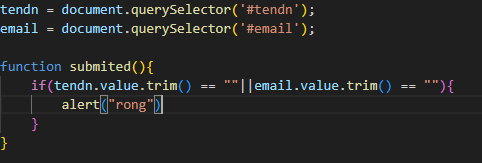 tendn = document.querySelector('#tendn');
email = document.querySelector('#email');
function submited(){
if(tendn.value.trim() == ""||email.value.trim() == ""){
alert("rong")
}
}